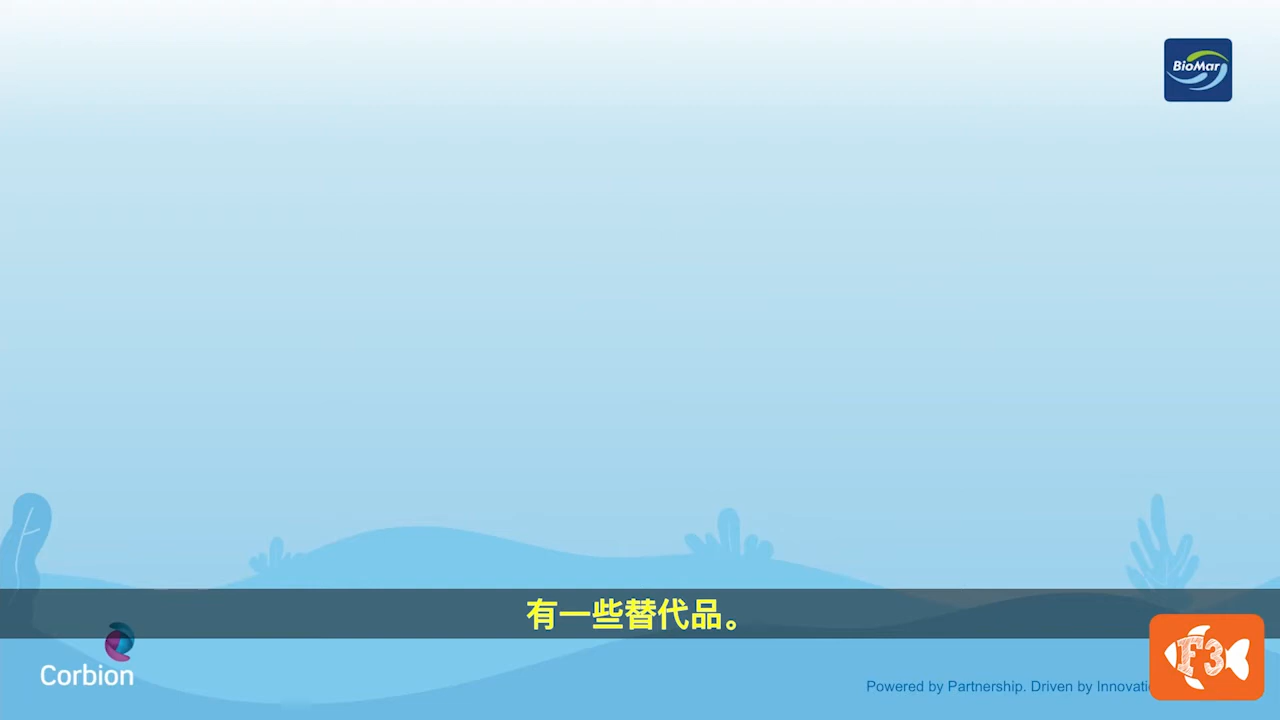 BioMar
有一些替代品。
Corbion
Powered by Partnership. Driven by Innovati
F3